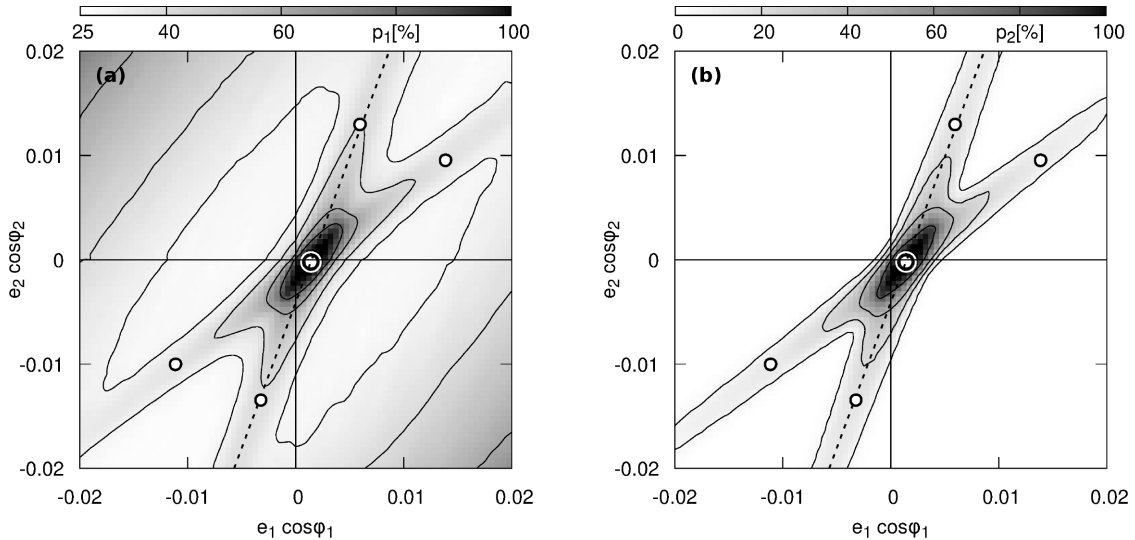 25 40 60 p₁[%] 100
(a)
0.02
0.01
0
-0.01
-0.02
e₂ cosφ₂
-0.02 -0.01 0 0.01 0.02
e₁ cosφ₁
0 20 40 60 p₂[%] 100
(b)
0.02
0.01
0
-0.01
-0.02
e₂ cosφ₂
-0.02 -0.01 0 0.01 0.02
e₁ cosφ₁